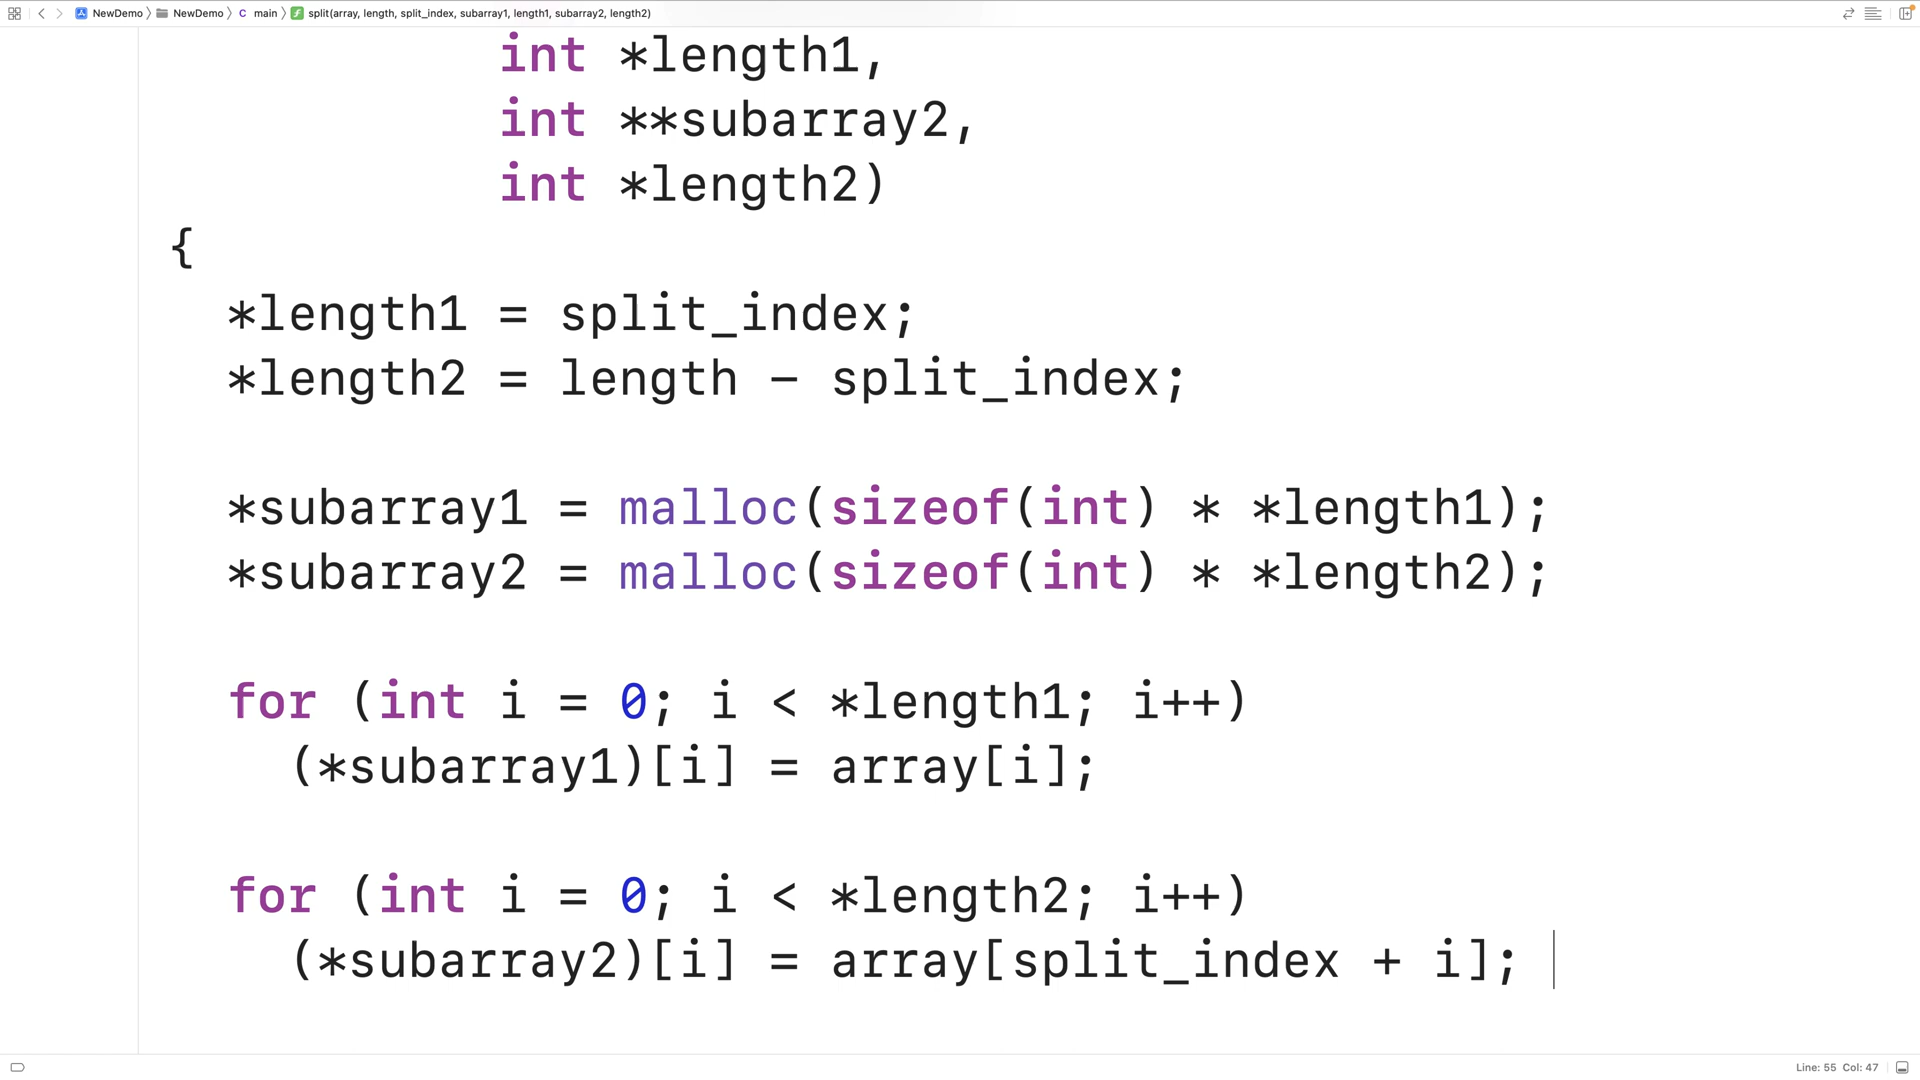 NewDemo 〉 NewDemo 〉 C main 〉 f split(array, length, split_index, subarray1, length1, subarray2, length2)
int *length1,
int **subarray2,
int *length2)
{
*length1 = split_index;
*length2 = length - split_index;
*subarray1 = malloc(sizeof(int) * *length1);
*subarray2 = malloc(sizeof(int) * *length2);
for (int i = 0; i < *length1; i++)
(*subarray1)[i] = array[i];
for (int i = 0; i < *length2; i++)
(*subarray2)[i] = array[split_index + i];
Line: 55 Col: 47